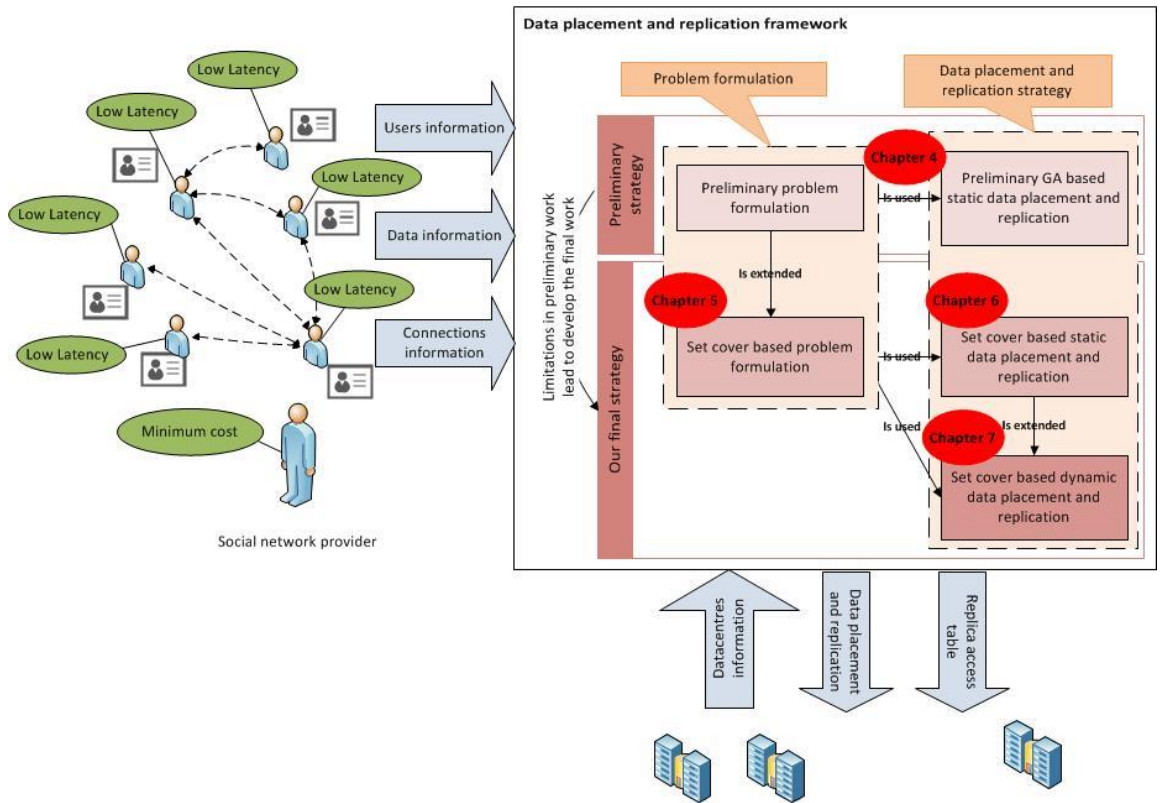 Data placement and replication framework
Low Latency
Low Latency
Low Latency
Low Latency
Low Latency
Low Latency
Minimum cost
Social network provider
Users information
Data information
Connections
information
Problem formulation
Data placement and
replication strategy
Limitations in preliminary work
lead to develop the final work
Preliminary
strategy
Our final strategy
Preliminary problem
formulation
Chapter 4
Is used
Preliminary GA based
static data placement and
replication
Is extended
Chapter 5
Set cover based problem
formulation
Is used
Chapter 6
Set cover based static
data placement and
replication
Is used
Is extended
Chapter 7
Set cover based dynamic
data placement and
replication
Datacentres
information
Data placement
and replication
Replica access
table